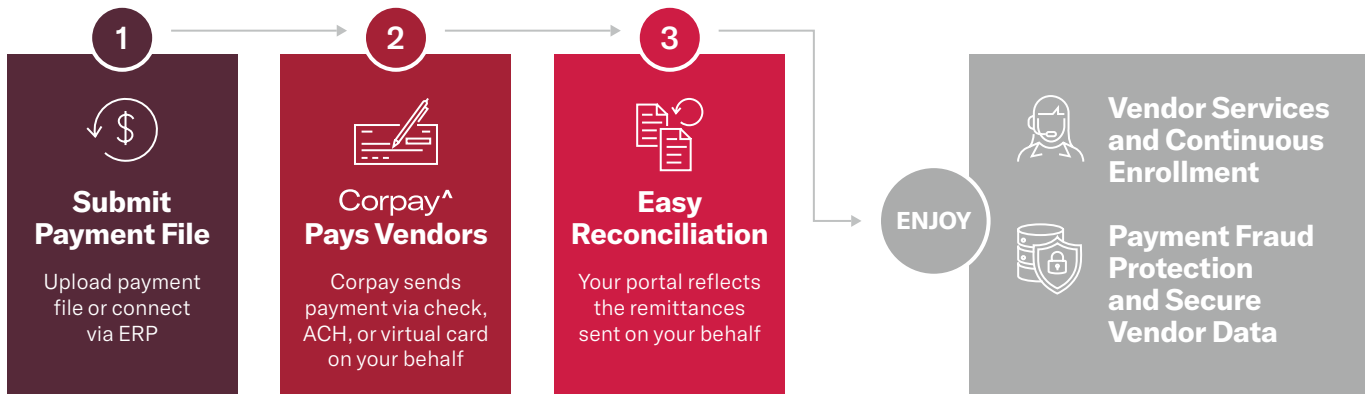 1
Submit
Payment File
Upload payment
file or connect
via ERP
2
Corpay^
Pays Vendors
Corpay sends
payment via check,
ACH, or virtual card
on your behalf
3
Easy
Reconciliation
Your portal reflects
the remittances
sent on your behalf
ENJOY
Vendor Services
and Continuous
Enrollment
Payment Fraud
Protection
and Secure
Vendor Data